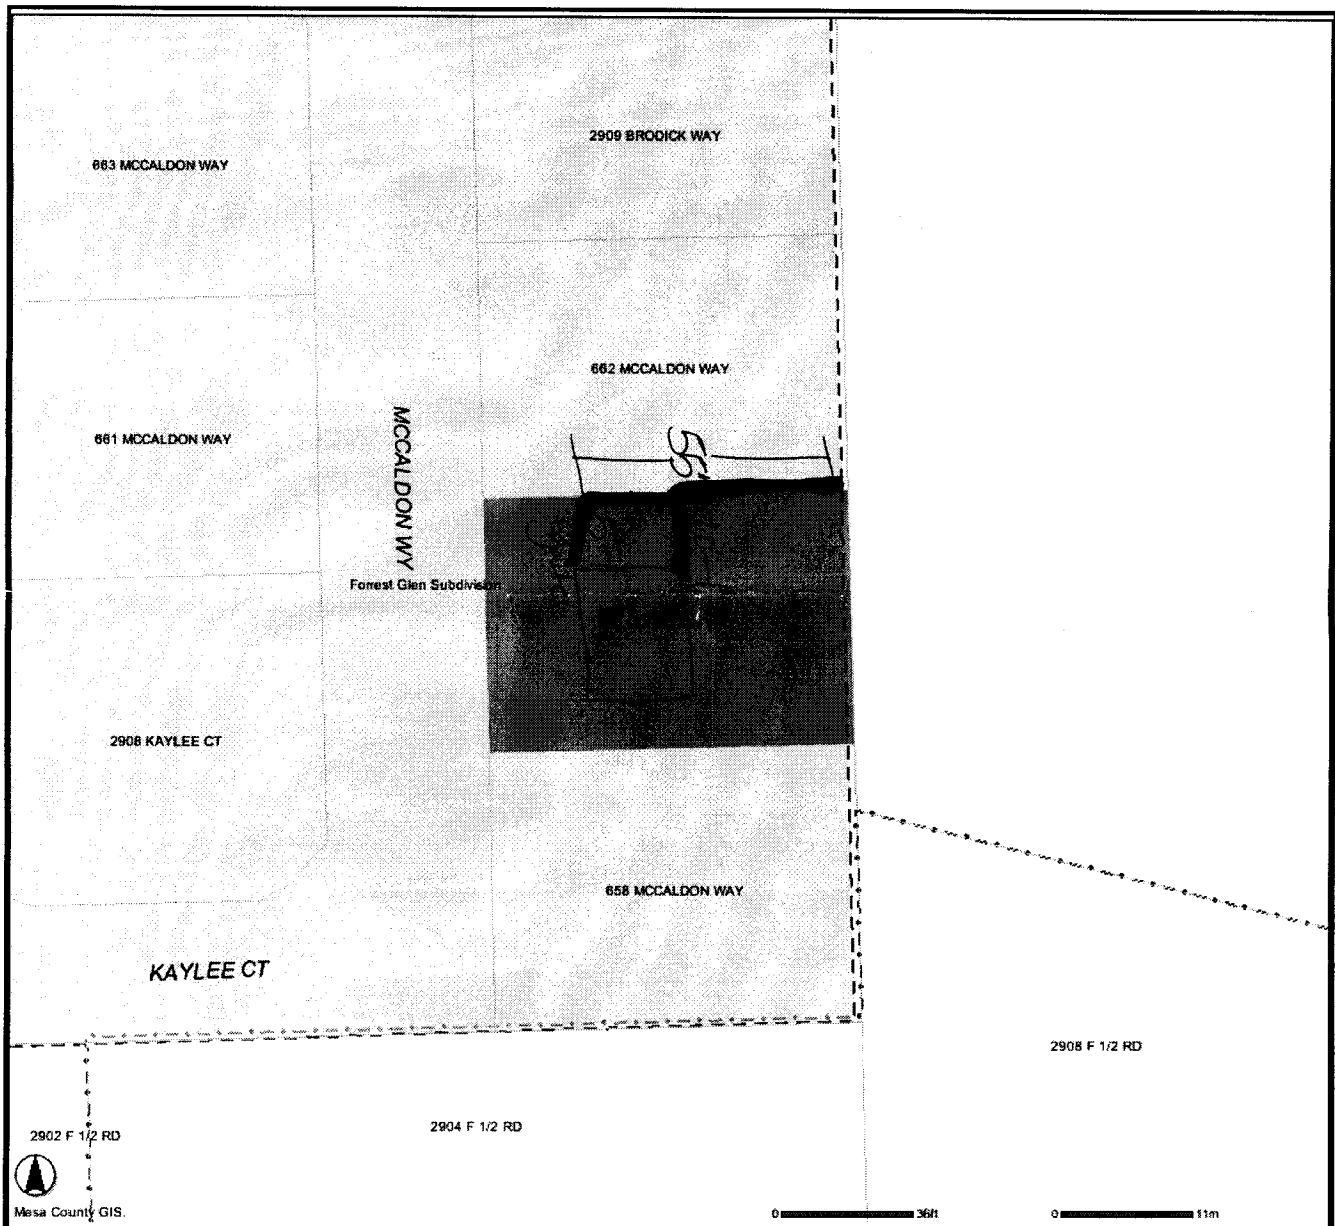 2909 BRODICK WAY
663 MCCALDON WAY
662 MCCALDON WAY
661 MCCALDON WAY
MCCALDON WY
55'
Forrest Glen Subdivision
2908 KAYLEE CT
658 MCCALDON WAY
KAYLEE CT
2908 F 1/2 RD
2904 F 1/2 RD
2902 F 1/2 RD
Mesa County GIS.
0 36ft
0 11m